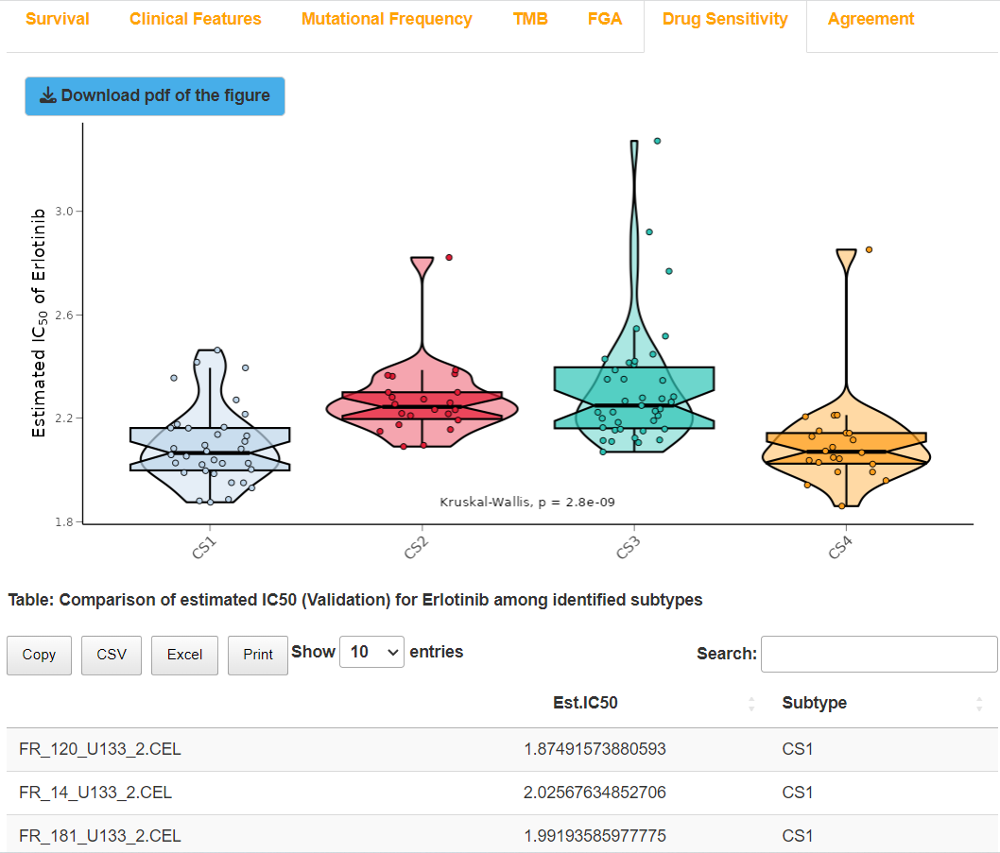 Survival Clinical Features Mutational Frequency TMB FGA Drug Sensitivity Agreement
Download pdf of the figure
Estimated IC50 of Erlotinib
3.0
2.6
2.2
1.8
Kruskal-Wallis, p = 2.8e-09
CS1 CS2 CS3 CS4
Table: Comparison of estimated IC50 (Validation) for Erlotinib among identified subtypes
Copy CSV Excel Print Show 10 entries Search:
Est.IC50 Subtype
FR_120_U133_2.CEL 1.87491573880593 CS1
FR_14_U133_2.CEL 2.02567634852706 CS1
FR_181_U133_2.CEL 1.99193585977775 CS1